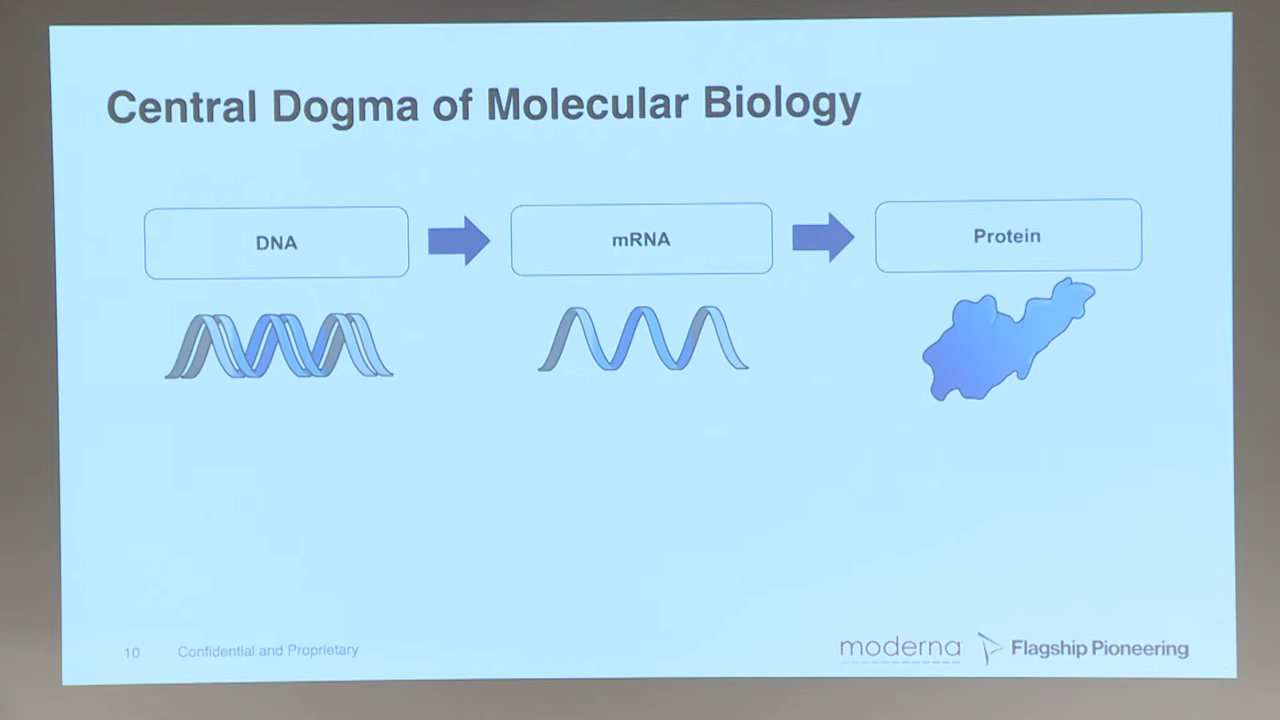 Central Dogma of Molecular Biology
DNA
mRNA
Protein
10 Confidential and Proprietary
moderna
Flagship Pioneering